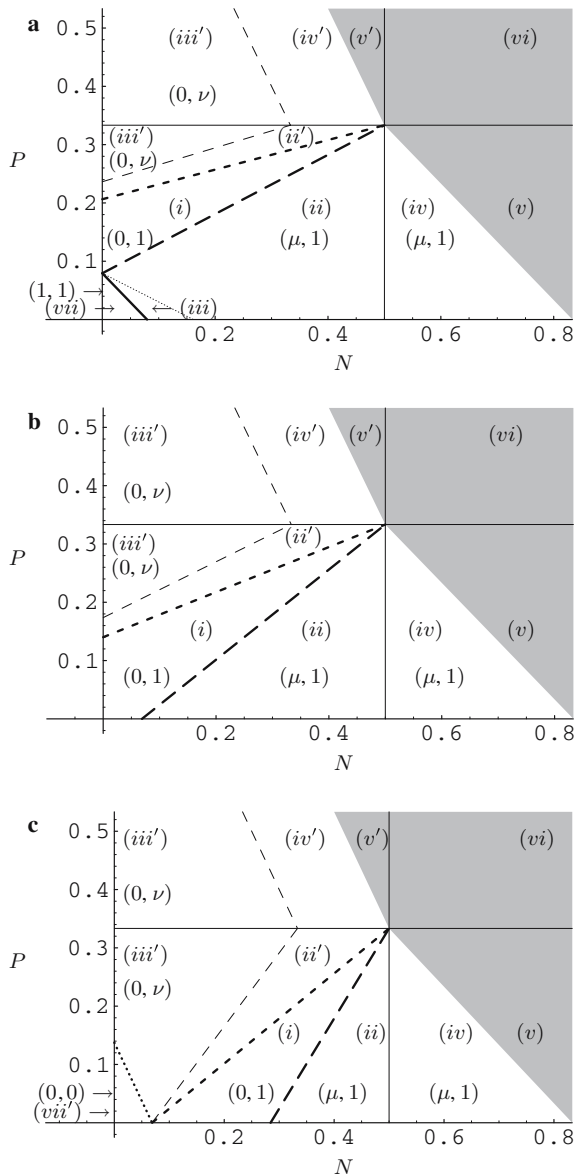 a
0.5 (iii′) (iv′) (v′) (vi)
0.4 (0, ν)
0.3 (iii′) (ii′)
P (0, ν)
0.2 (i) (ii) (iv) (v)
(0, 1) (μ, 1) (μ, 1)
0.1
(1, 1) →
(vii) → ← (iii)
0.2 0.4 0.6 0.8
N
b
0.5 (iii′) (iv′) (v′) (vi)
0.4 (0, ν)
0.3 (iii′) (ii′)
P (0, ν)
0.2
(i) (ii) (iv) (v)
0.1 (0, 1) (μ, 1) (μ, 1)
0.2 0.4 0.6 0.8
N
c
0.5 (iii′) (iv′) (v′) (vi)
0.4 (0, ν)
0.3 (iii′) (ii′)
P (0, ν)
0.2
(i) (ii) (iv) (v)
0.1
(0,0) → (0, 1) (μ, 1) (μ, 1)
(vii′) →
0.2 0.4 0.6 0.8
N